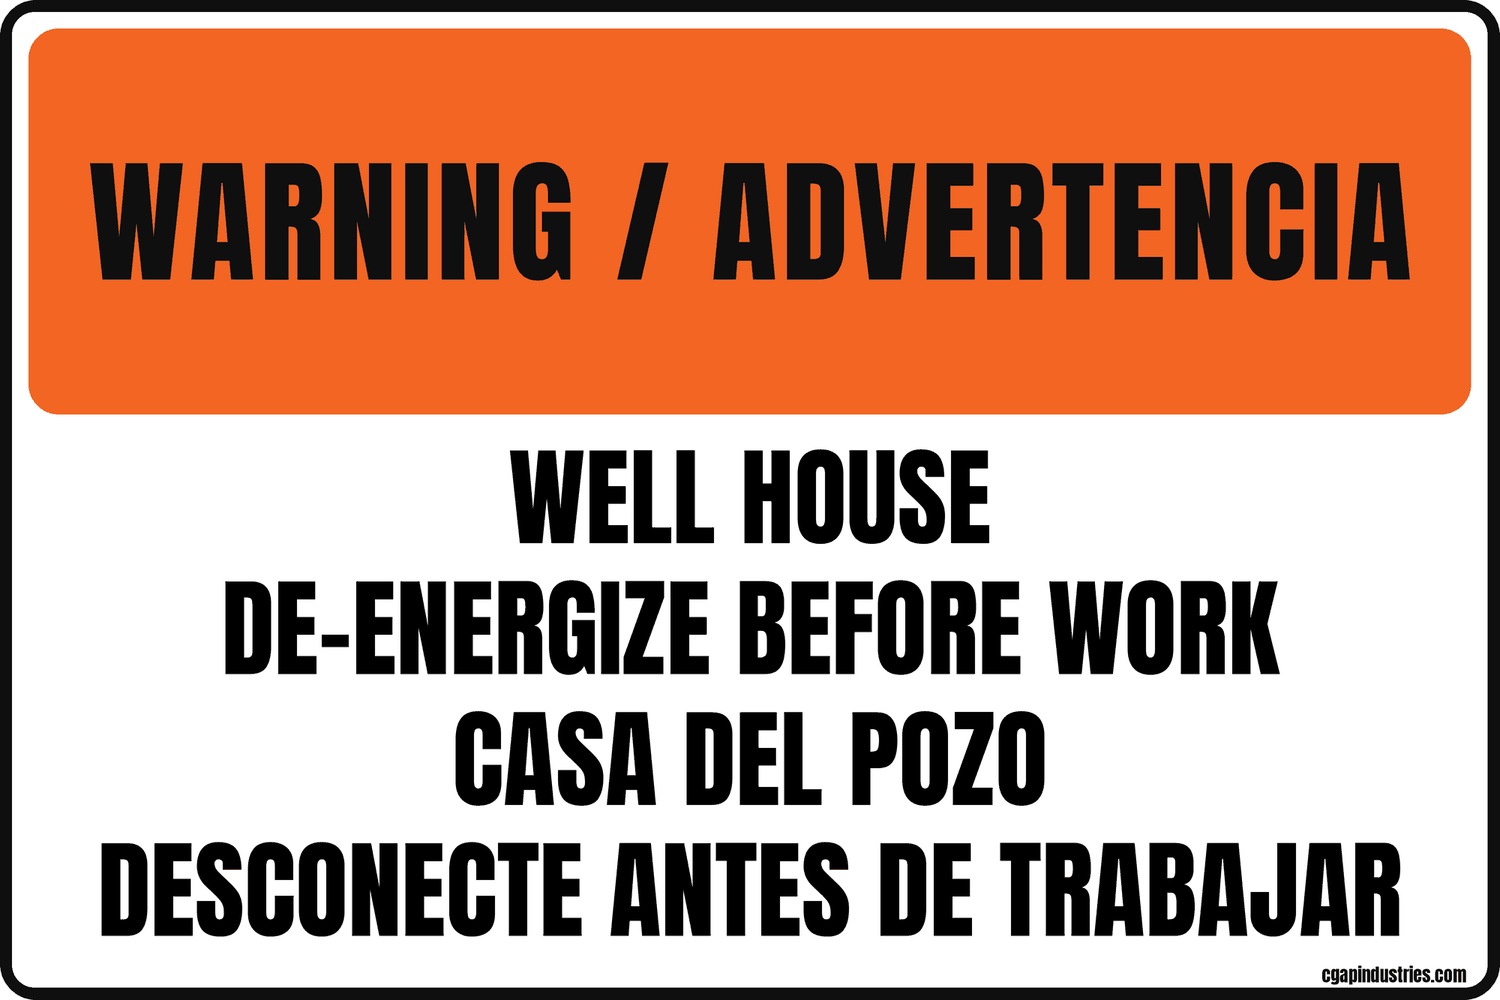 WARNING / ADVERTENCIA
WELL HOUSE
DE-ENERGIZE BEFORE WORK
CASA DEL POZO
DESCONECTE ANTES DE TRABAJAR
cgapindustries.com